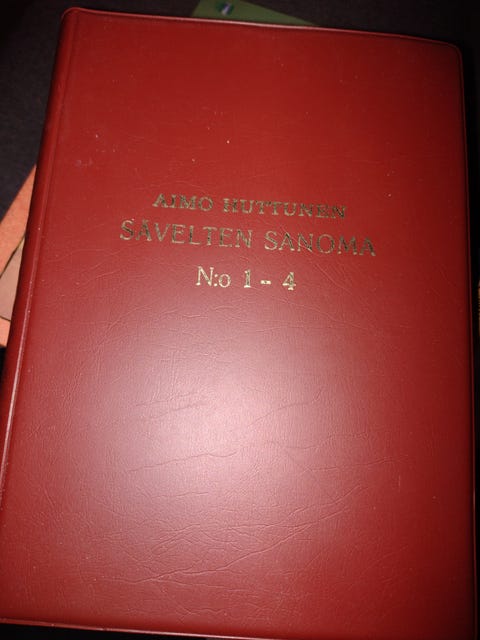 AIMO HUTTUNEN
SÄVELTEN SANOMA
N:o 1 - 4